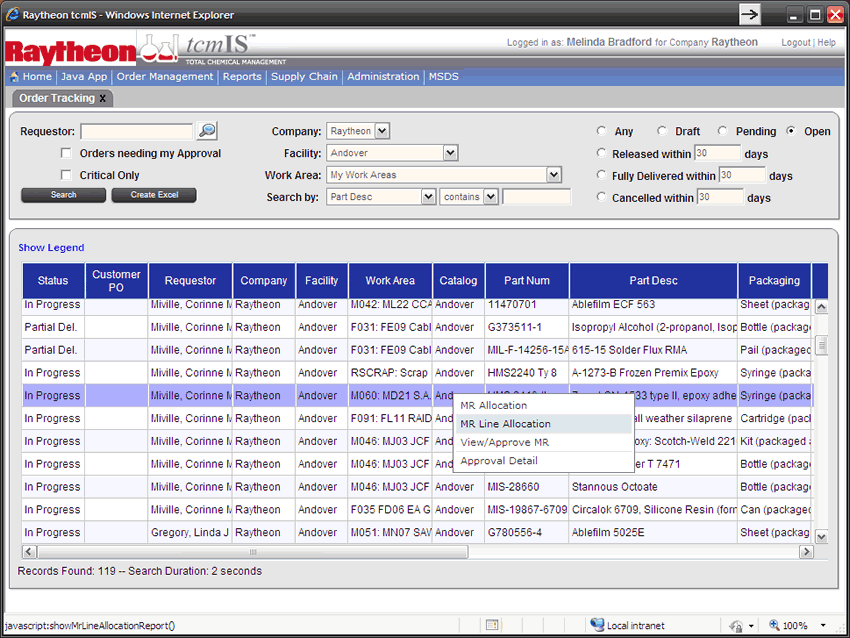 Raytheon tcmIS - Windows Internet Explorer
Raytheon tcmIS™
TOTAL CHEMICAL MANAGEMENT
Logged in as: Melinda Bradford for Company Raytheon Logout | Help
Home | Java App | Order Management | Reports | Supply Chain | Administration | MSDS
Order Tracking X
Requestor: Company: Raytheon Any Draft Pending Open
Orders needing my Approval Facility: Andover Released within 30 days
Critical Only Work Area: My Work Areas Fully Delivered within 30 days
Search Create Excel Search by: Part Desc contains Cancelled within 30 days
Show Legend
Status Customer PO Requestor Company Facility Work Area Catalog Part Num Part Desc Packaging
In Progress Miville, Corinne M Raytheon Andover M042: ML22 CCA Andover 11470701 Ablefilm ECF 563 Sheet (packag
Partial Del. Miville, Corinne M Raytheon Andover F031: FE09 Cabl Andover G373511-1 Isopropyl Alcohol (2-propanol, Isop Bottle (packag
Partial Del. Miville, Corinne M Raytheon Andover F031: FE09 Cabl Andover MIL-F-14256-15A 615-15 Solder Flux RMA Pail (packaged
In Progress Miville, Corinne M Raytheon Andover RSCRAP: Scrap Andover HMS2240 Ty 8 A-1273-B Frozen Premix Epoxy Syringe (packa
In Progress Miville, Corinne M Raytheon Andover M060: MD21 S.A. type II, epoxy adhe Syringe (packa
In Progress Miville, Corinne M Raytheon Andover F091: FL11 RAID And all weather silaprene Cartridge (pack
In Progress Miville, Corinne M Raytheon Andover M046: MJ03 JCF And oxy: Scotch-Weld 221 Kit (packaged a
In Progress Miville, Corinne M Raytheon Andover M046: MJ03 JCF And er T 7471 Bottle (packag
In Progress Miville, Corinne M Raytheon Andover M046: MJ03 JCF Andover MIS-28660 Stannous Octoate Bottle (packag
In Progress Miville, Corinne M Raytheon Andover F035 FD06 EA G Andover MIS-19867-6709 Circalok 6709, Silicone Resin (form Can (packaged
In Progress Gregory, Linda J Raytheon Andover M051: MN07 SAW Andover G780556-4 Ablefilm 5025E Sheet (packag
MR Allocation
MR Line Allocation
View/Approve MR
Approval Detail
Records Found: 119 -- Search Duration: 2 seconds
javascript:showMrLineAllocationReport() Local intranet 100%